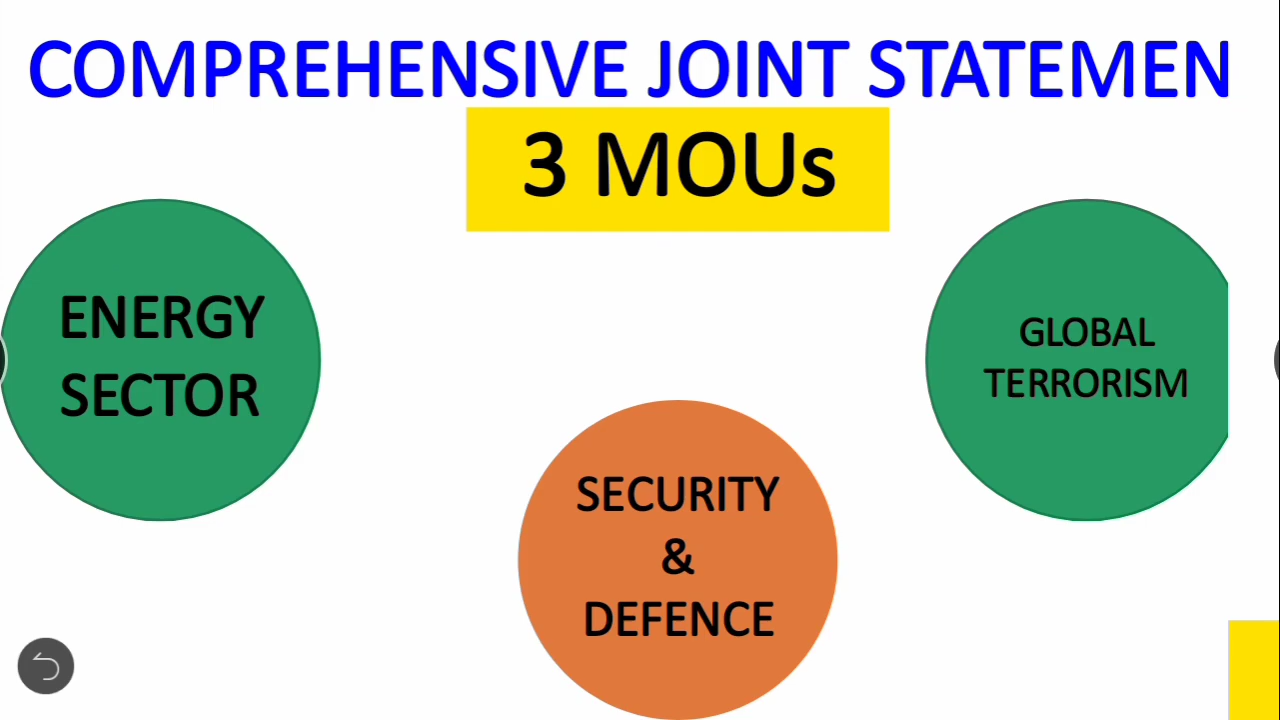 COMPREHENSIVE JOINT STATEMEN
3 MOUs
ENERGY
SECTOR
GLOBAL
TERRORISM
SECURITY
&
DEFENCE